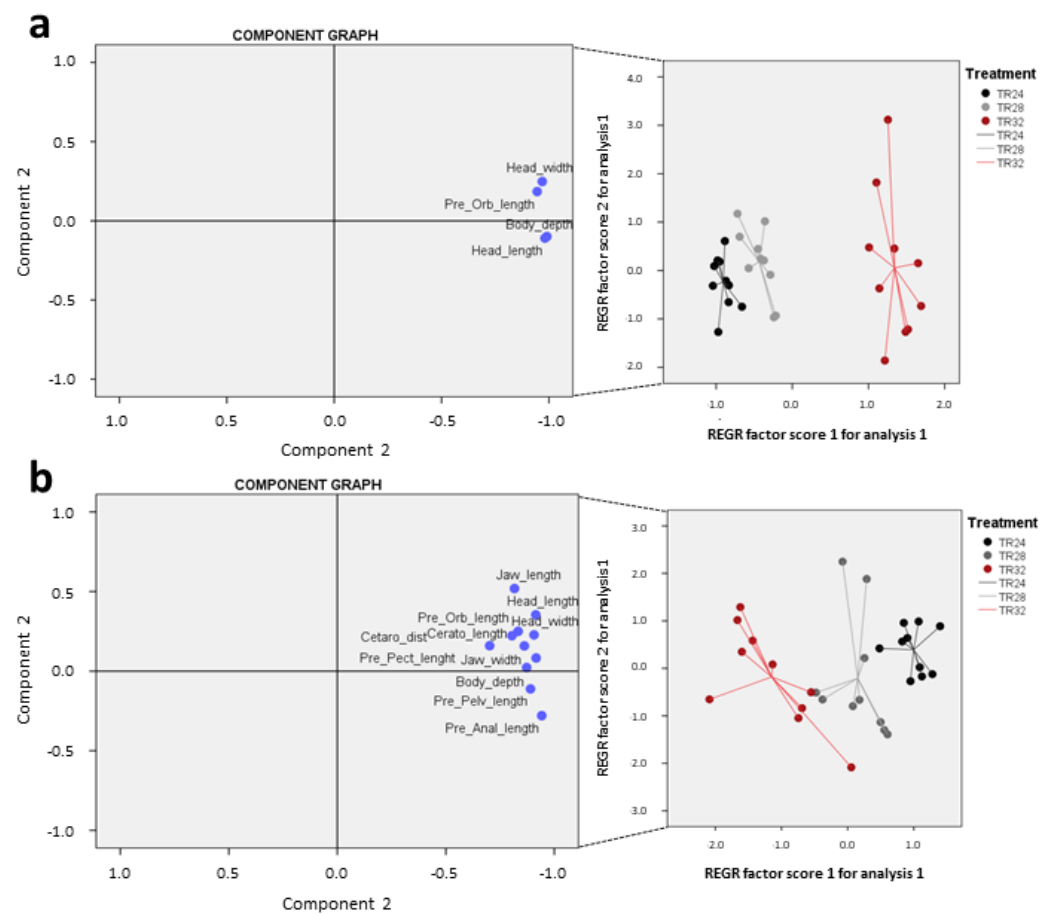 a
COMPONENT GRAPH
1.0
0.5
0.0
-0.5
-1.0
Component 2
Head_width
Pre_Orb_length
Body_depth
Head_length
1.0
0.5
0.0
-0.5
-1.0
Component 2
REGR factor score 2 for analysis1
4.0
3.0
2.0
1.0
0.0
-1.0
2.0
-1.0
0.0
1.0
2.0
REGR factor score 1 for analysis 1
Treatment
TR24
TR28
TR32
TR24
TR28
TR32
b
COMPONENT GRAPH
1.0
0.5
0.0
-0.5
-1.0
Component 2
Jaw_length
Head_length
Pre_Orb_length
Head_width
Cetaro_dist
Cerato_length
Pre_Pect_lenght
Jaw_width
Body_depth
Pre_Pelv_length
Pre_Anal_length
1.0
0.5
0.0
-0.5
-1.0
Component 2
REGR factor score 2 for analysis1
3.0
2.0
1.0
0.0
-1.0
2.0
3.0
2.0
0.0
1.0
REGR factor score 1 for analysis 1
Treatment
TR24
TR28
TR32
TR24
TR28
TR32